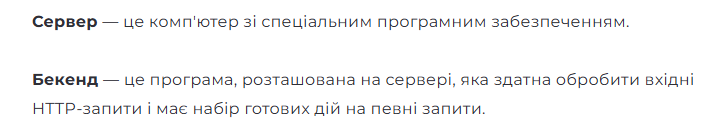 Сервер — це комп'ютер зі спеціальним програмним забезпеченням.
Бекенд — це програма, розташована на сервері, яка здатна обробити вхідні
HTTP-запити і має набір готових дій на певні запити.